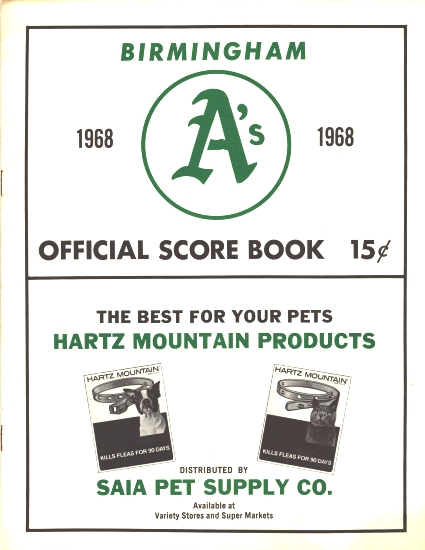 BIRMINGHAM
1968 A's 1968
OFFICIAL SCORE BOOK 15¢
THE BEST FOR YOUR PETS
HARTZ MOUNTAIN PRODUCTS
HARTZ MOUNTAIN HARTZ MOUNTAIN
KILLS FLEAS FOR 90 DAYS KILLS FLEAS FOR 90 DAYS
DISTRIBUTED BY
SAIA PET SUPPLY CO.
Available at
Variety Stores and Super Markets